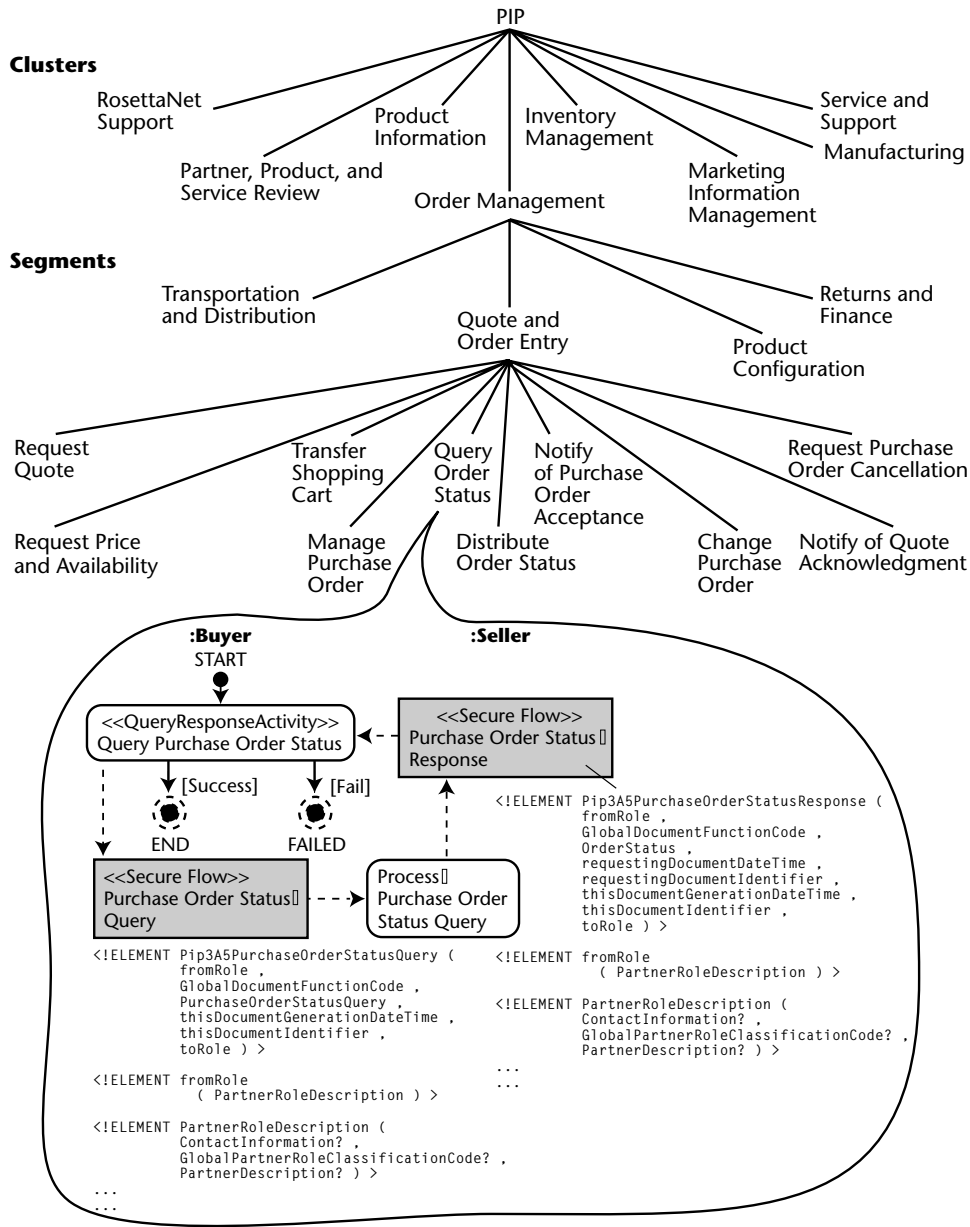 PIP
Clusters
RosettaNet
Support
Product
Information
Inventory
Management
Service and
Support
Partner, Product, and
Service Review
Manufacturing
Marketing
Information
Management
Order Management
Segments
Transportation
and Distribution
Quote and
Order Entry
Returns and
Finance
Product
Configuration
Request
Quote
Transfer
Shopping
Cart
Query
Order
Status
Notify
of Purchase
Order
Acceptance
Request Purchase
Order Cancellation
Request Price
and Availability
Manage
Purchase
Order
Distribute
Order Status
Change
Purchase
Order
Notify of Quote
Acknowledgment
:Buyer
:Seller
START
<<QueryResponseActivity>>
Query Purchase Order Status
<<Secure Flow>>
Purchase Order Status
Response
[Success]
[Fail]
END
FAILED
<<Secure Flow>>
Purchase Order Status
Query
Process
Purchase Order
Status Query
<!ELEMENT Pip3A5PurchaseOrderStatusResponse (
fromRole ,
GlobalDocumentFunctionCode ,
OrderStatus ,
requestingDocumentDateTime ,
requestingDocumentIdentifier ,
thisDocumentGenerationDateTime ,
thisDocumentIdentifier ,
toRole ) >
<!ELEMENT fromRole
( PartnerRoleDescription ) >
<!ELEMENT PartnerRoleDescription (
ContactInformation? ,
GlobalPartnerRoleClassificationCode? ,
PartnerDescription? ) >
...
...
<!ELEMENT Pip3A5PurchaseOrderStatusQuery (
fromRole ,
GlobalDocumentFunctionCode ,
PurchaseOrderStatusQuery ,
thisDocumentGenerationDateTime ,
thisDocumentIdentifier ,
toRole ) >
<!ELEMENT fromRole
( PartnerRoleDescription ) >
<!ELEMENT PartnerRoleDescription (
ContactInformation? ,
GlobalPartnerRoleClassificationCode? ,
PartnerDescription? ) >
...
...